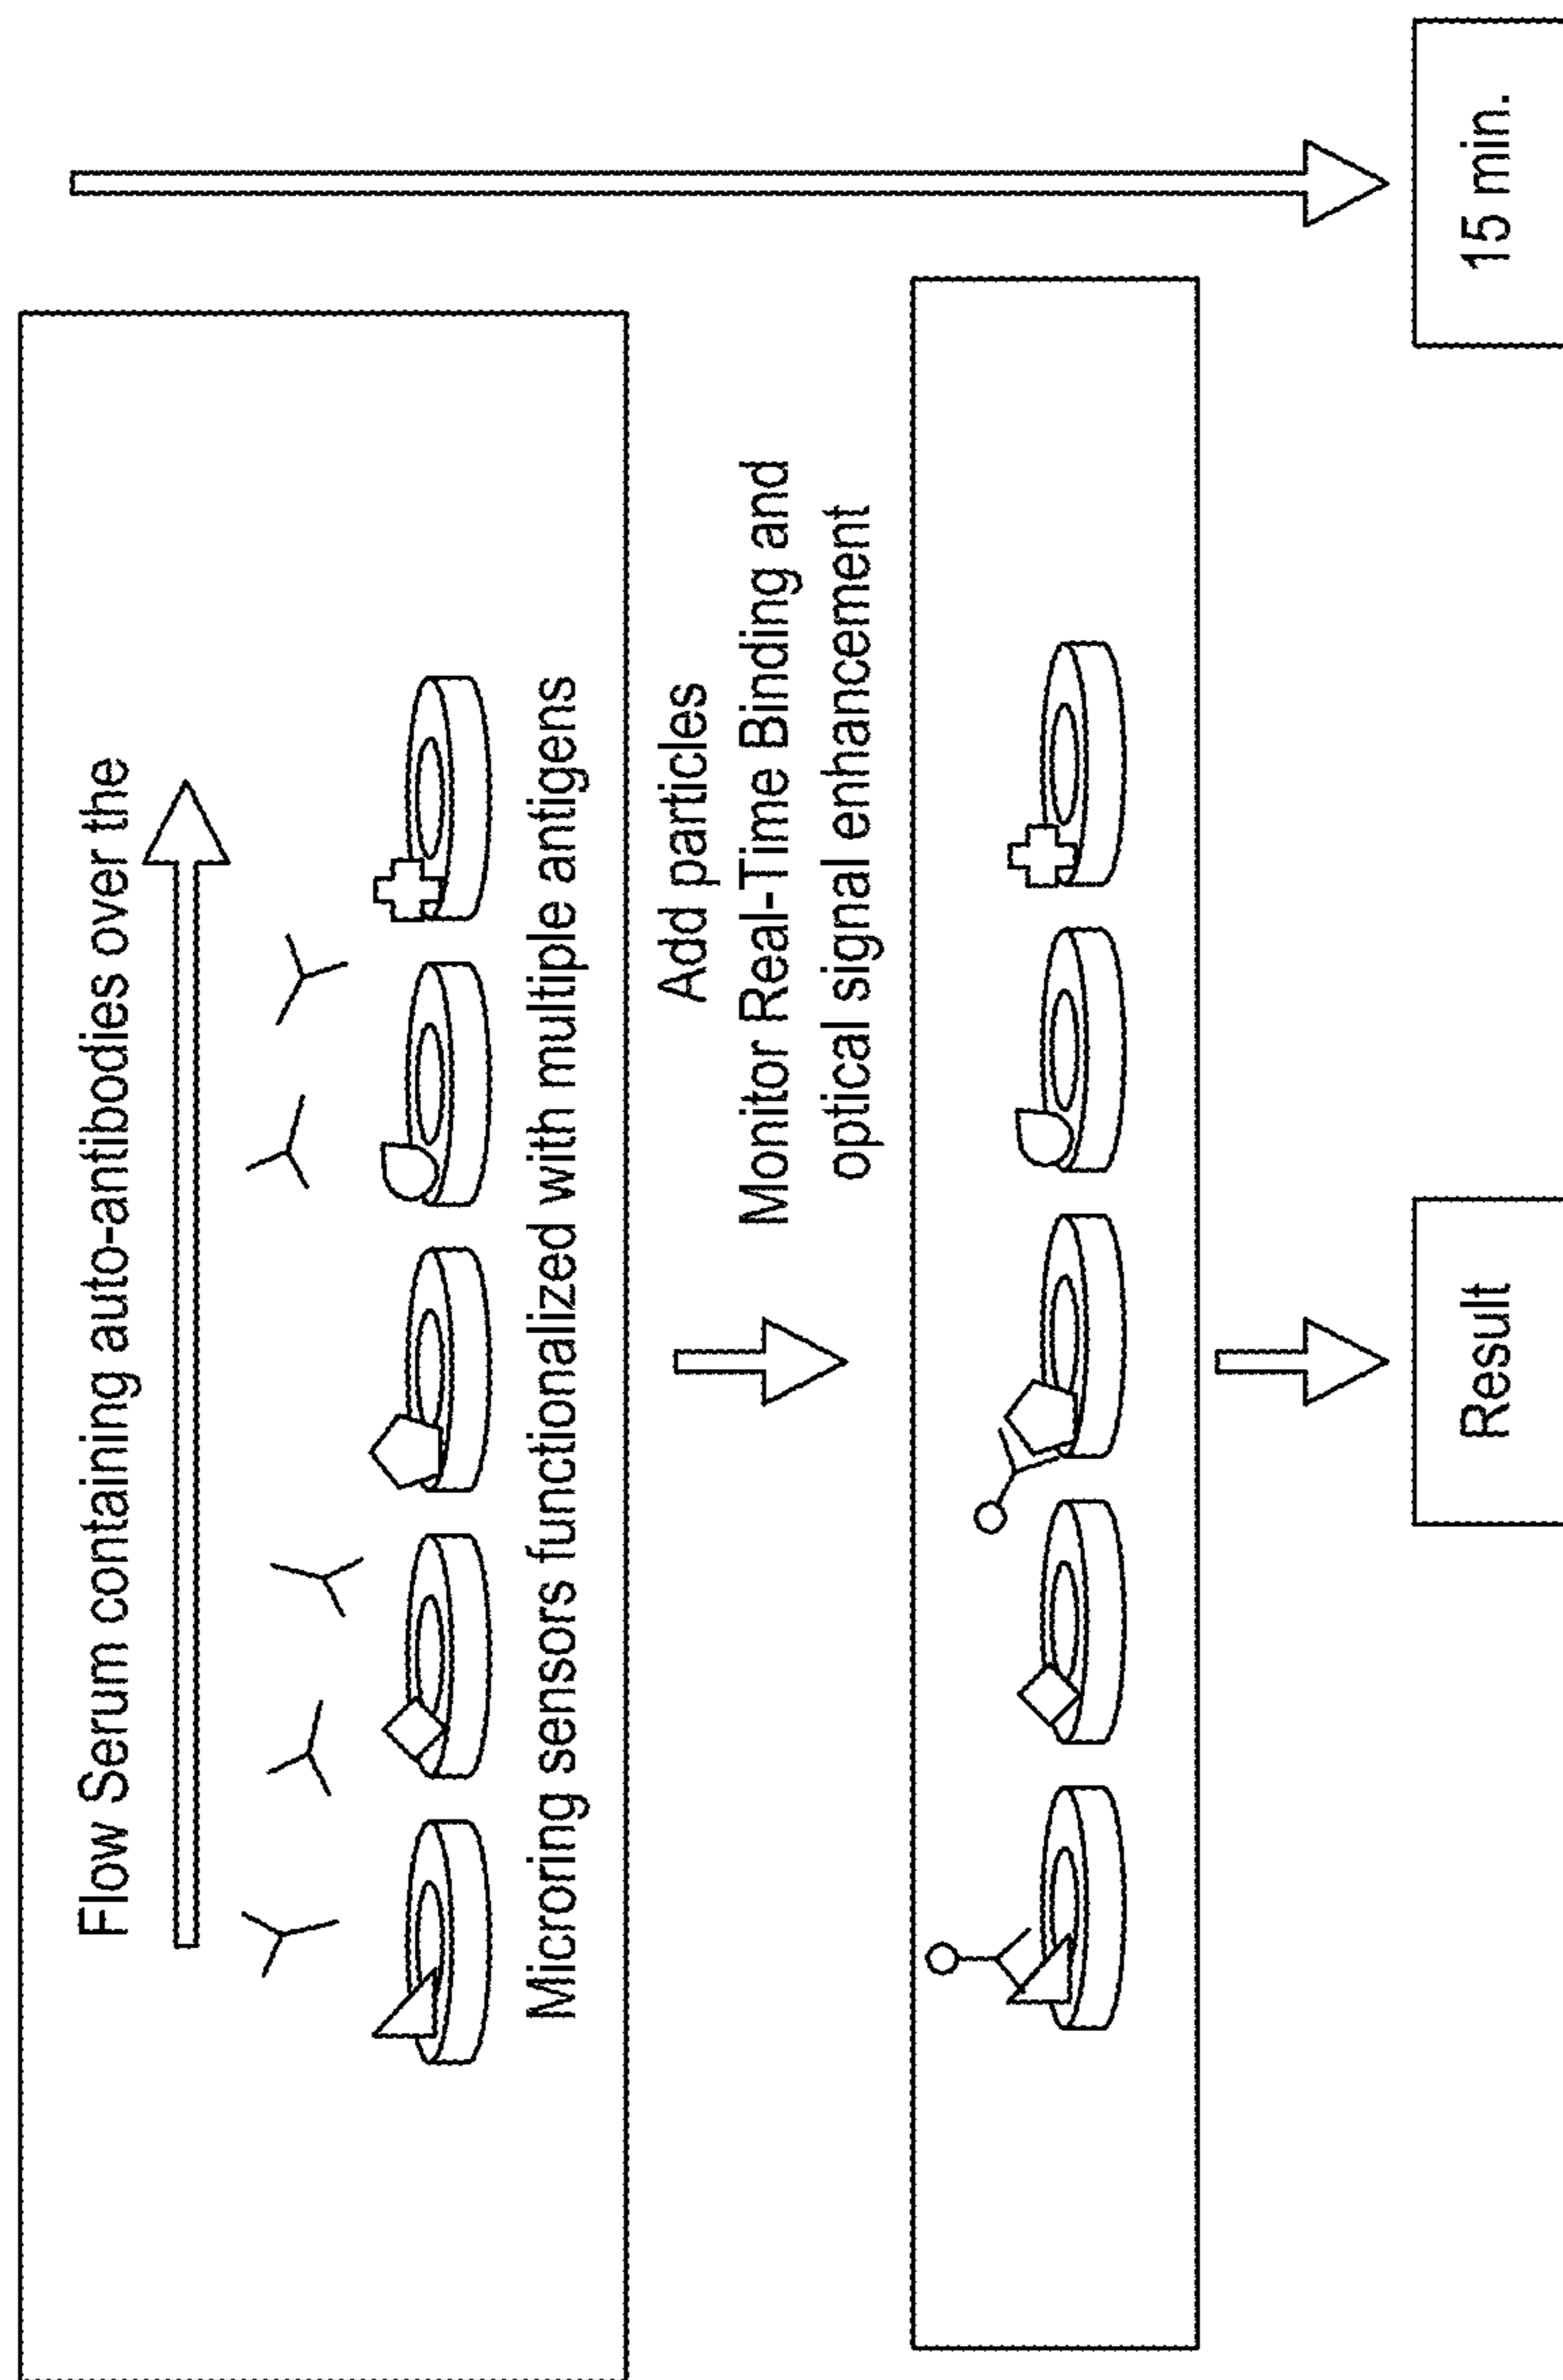 Flow Serum containing auto-antibodies over the
Microring sensors functionalized with multiple antigens
Add particles
Monitor Real-Time Binding and
optical signal enhancement
Result
15 min.